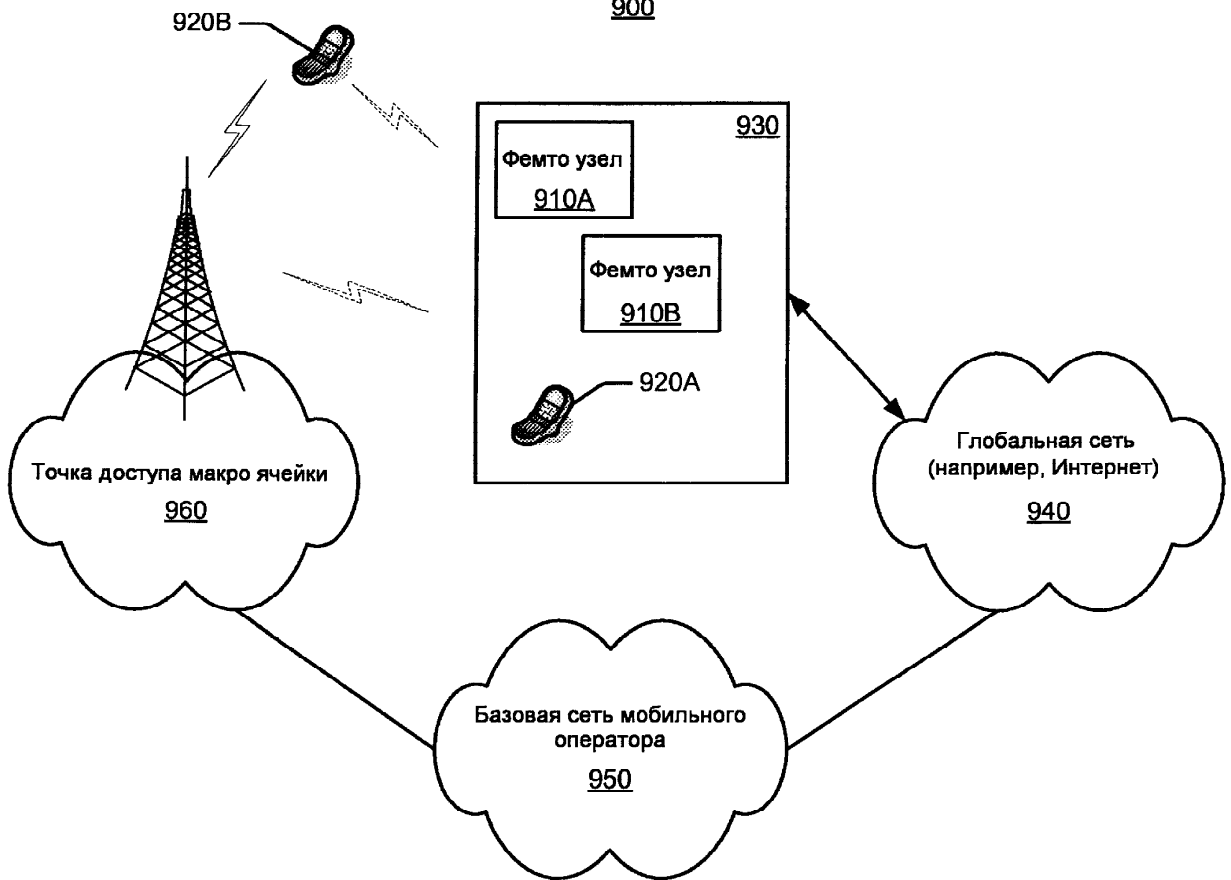 900
920B
930
Фемто узел
910A
Фемто узел
910B
920A
Точка доступа макро ячейки
960
Глобальная сеть
(например, Интернет)
940
Базовая сеть мобильного
оператора
950